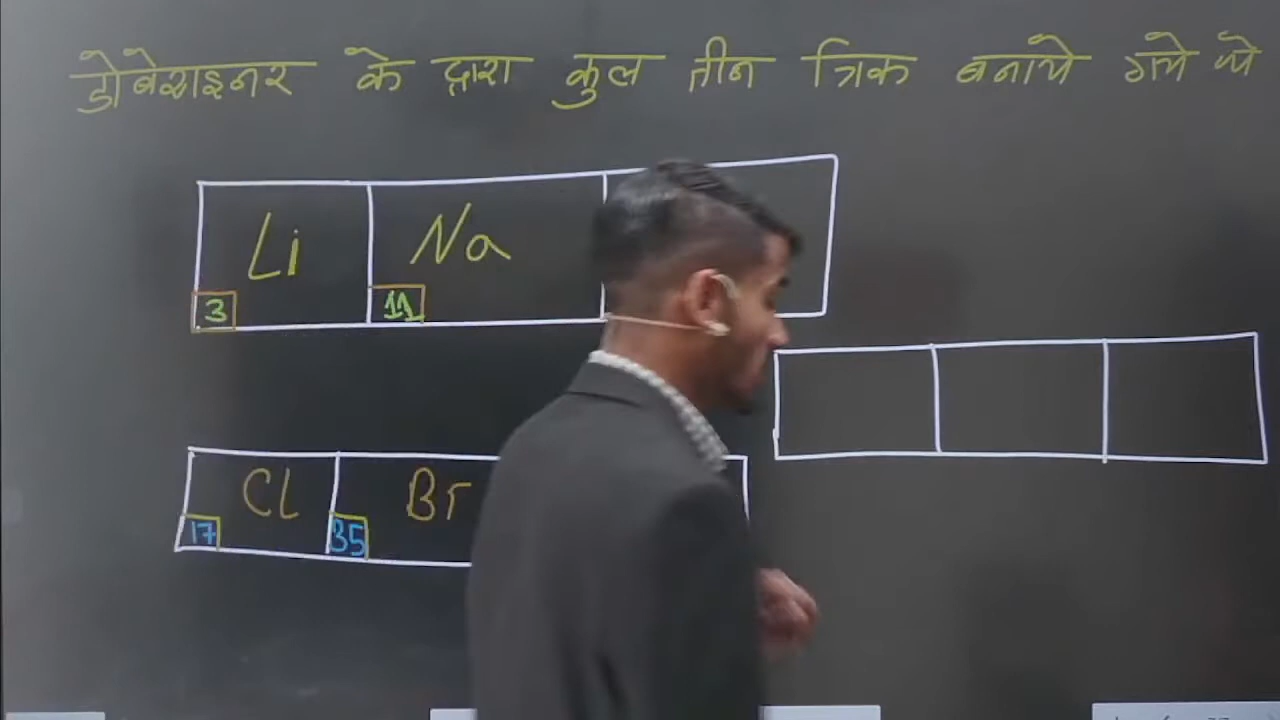 डोबेराइनर के द्वारा कुल तीन त्रिक बनाये गये थे
Li Na
3 11
Cl Br
17 35